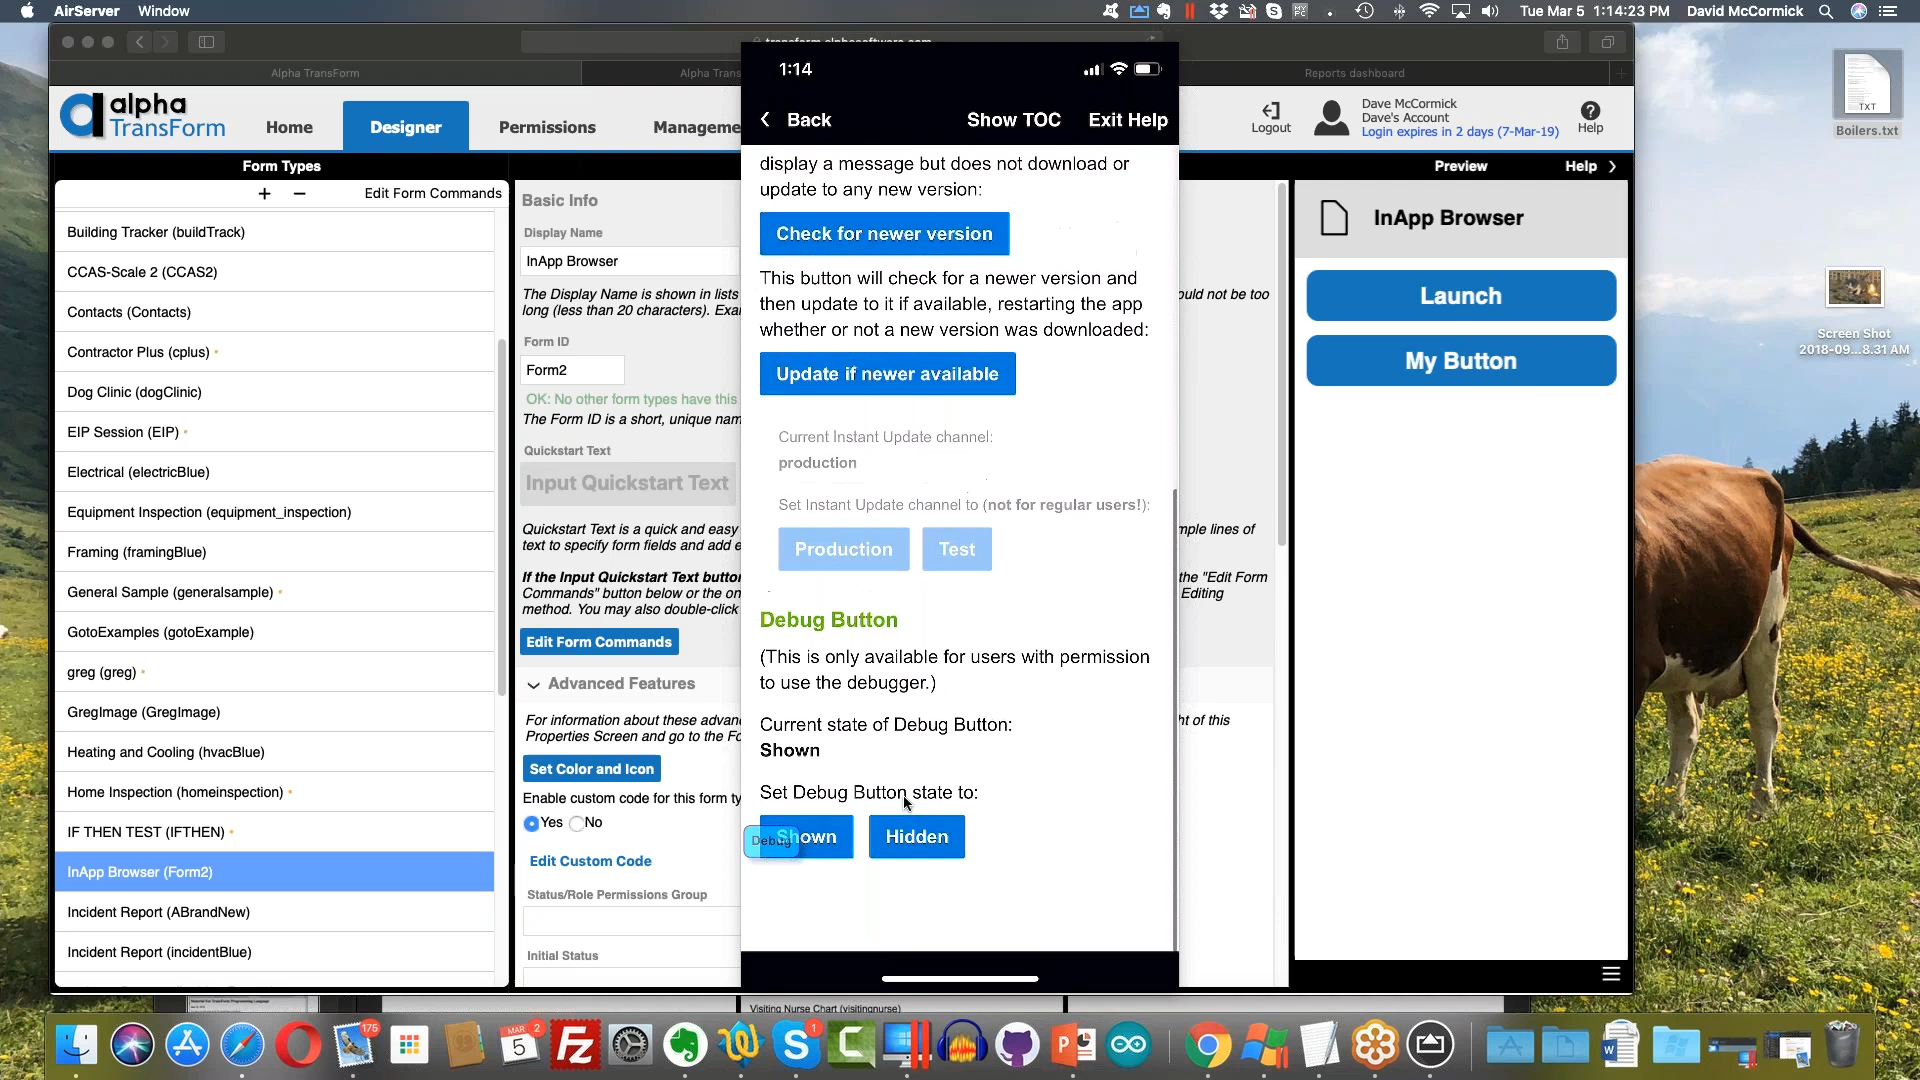 AirServer Window
Tue Mar 5 1:14:23 PM David McCormick
transform.alphasoftware.com
Alpha TransForm
Alpha Trans
Reports dashboard
alpha
TransForm
Home
Designer
Permissions
Manageme
Logout
Dave McCormick
Dave's Account
Login expires in 2 days (7-Mar-19)
Help
Form Types
+ −
Edit Form Commands
Building Tracker (buildTrack)
CCAS-Scale 2 (CCAS2)
Contacts (Contacts)
Contractor Plus (cplus)
Dog Clinic (dogClinic)
EIP Session (EIP)
Electrical (electricBlue)
Equipment Inspection (equipment_inspection)
Framing (framingBlue)
General Sample (generalsample)
GotoExamples (gotoExample)
greg (greg)
GregImage (GregImage)
Heating and Cooling (hvacBlue)
Home Inspection (homeinspection)
IF THEN TEST (IFTHEN)
InApp Browser (Form2)
Incident Report (ABrandNew)
Incident Report (incidentBlue)
Basic Info
Display Name
InApp Browser
The Display Name is shown in lists
ould not be too
long (less than 20 characters). Exa
Form ID
Form2
OK: No other form types have this
The Form ID is a short, unique nam
Quickstart Text
Input Quickstart Text
Quickstart Text is a quick and easy
mple lines of
text to specify form fields and add e
If the Input Quickstart Text button
the "Edit Form
Commands" button below or the on
Editing
method. You may also double-click
Edit Form Commands
Advanced Features
For information about these advan
ht of this
Properties Screen and go to the Fo
Set Color and Icon
Enable custom code for this form ty
Yes No
Edit Custom Code
Status/Role Permissions Group
Initial Status
1:14
Back
Show TOC
Exit Help
display a message but does not download or
update to any new version:
Check for newer version
This button will check for a newer version and
then update to it if available, restarting the app
whether or not a new version was downloaded:
Update if newer available
Current Instant Update channel:
production
Set Instant Update channel to (not for regular users!):
Production
Test
Debug Button
(This is only available for users with permission
to use the debugger.)
Current state of Debug Button:
Shown
Set Debug Button state to:
Shown
Debug
Hidden
Preview
Help
InApp Browser
Launch
My Button
TXT
Boilers.txt
Screen Shot
2018-09...8.31 AM
Visiting Nurse Chart (visitingnurse)
175
MAR
5
2
1